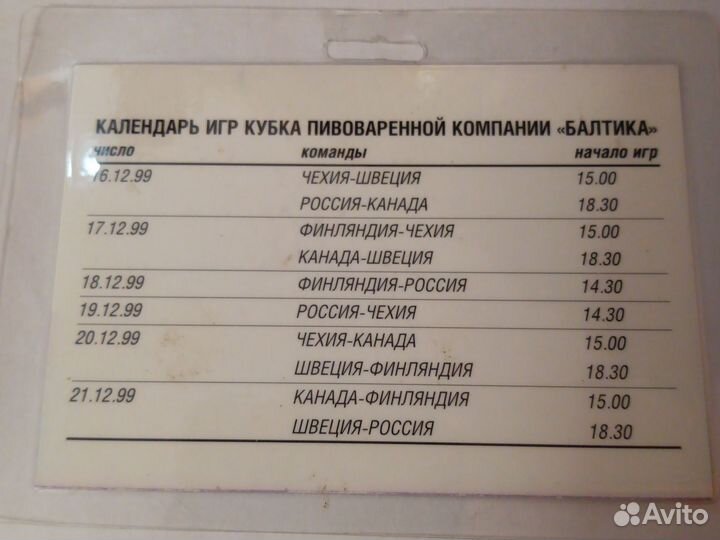 КАЛЕНДАРЬ ИГР КУБКА ПИВОВАРЕННОЙ КОМПАНИИ «БАЛТИКА»
число команды начало игр
16.12.99 ЧЕХИЯ-ШВЕЦИЯ 15.00
РОССИЯ-КАНАДА 18.30
17.12.99 ФИНЛЯНДИЯ-ЧЕХИЯ 15.00
КАНАДА-ШВЕЦИЯ 18.30
18.12.99 ФИНЛЯНДИЯ-РОССИЯ 14.30
19.12.99 РОССИЯ-ЧЕХИЯ 14.30
20.12.99 ЧЕХИЯ-КАНАДА 15.00
ШВЕЦИЯ-ФИНЛЯНДИЯ 18.30
21.12.99 КАНАДА-ФИНЛЯНДИЯ 15.00
ШВЕЦИЯ-РОССИЯ 18.30
Avito